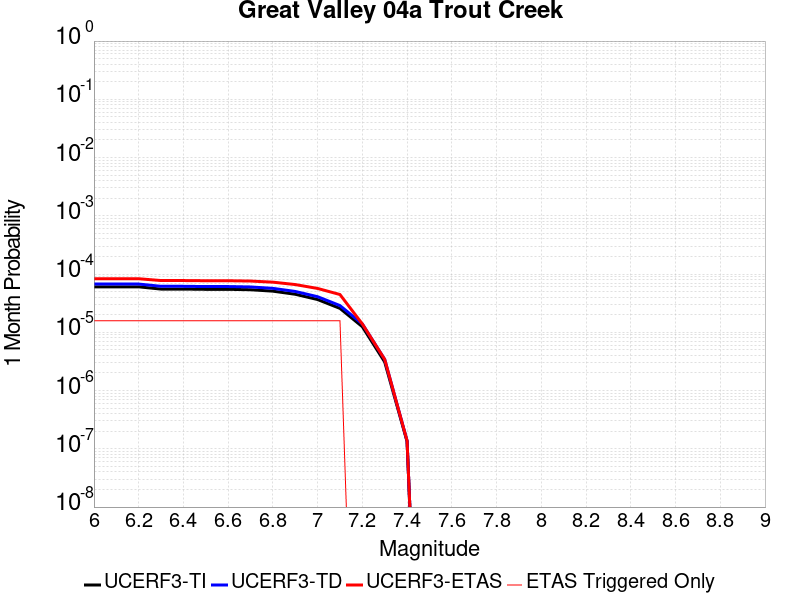 Great Valley 04a Trout Creek
1 Month Probability
10^0
10^-1
10^-2
10^-3
10^-4
10^-5
10^-6
10^-7
10^-8
6 6.2 6.4 6.6 6.8 7 7.2 7.4 7.6 7.8 8 8.2 8.4 8.6 8.8 9
Magnitude
UCERF3-TI UCERF3-TD UCERF3-ETAS ETAS Triggered Only